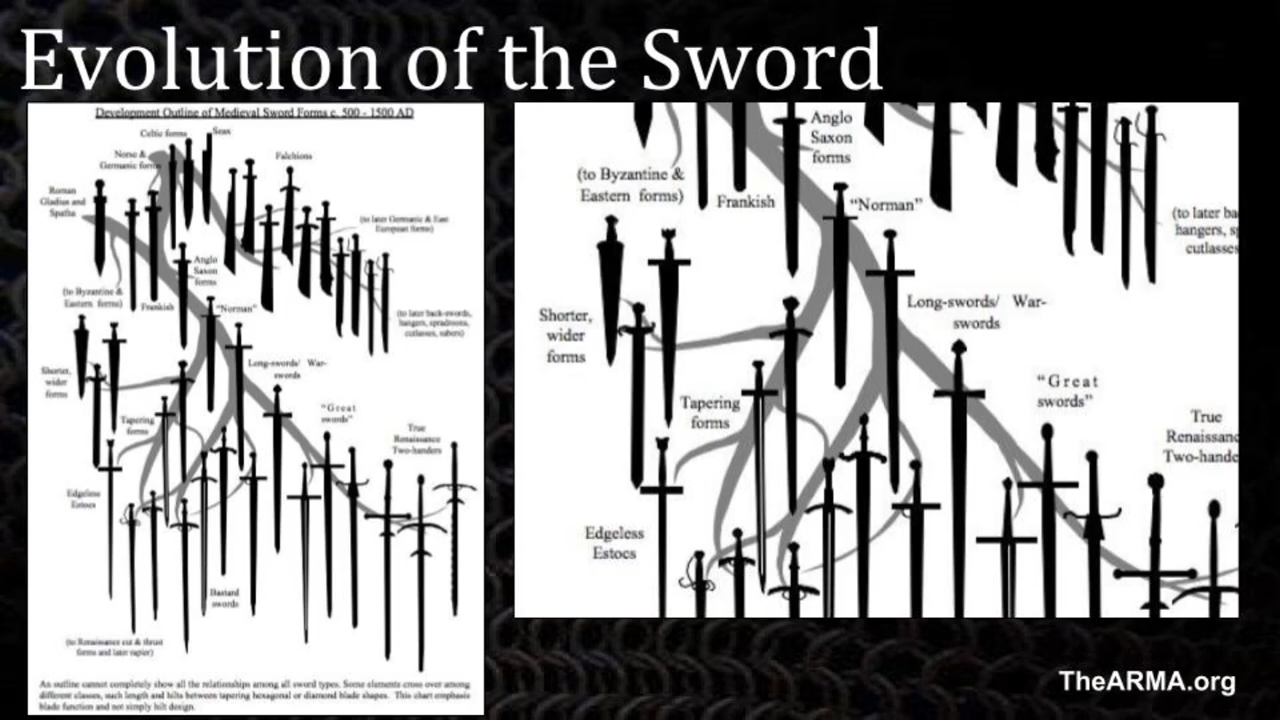 Evolution of the Sword
Development Outline of Medieval Sword Forms c. 500 - 1500 AD
Celtic forms
Seax
Norse &
Germanic forms
Falchions
Roman
Gladius and
Spatha
(to later Germanic & East
European forms)
Anglo
Saxon
forms
(to Byzantine &
Eastern forms)
Frankish
"Norman"
(to later back-swords,
hangers, spadroons,
cutlasses, sabers)
Shorter,
wider
forms
Long-swords/ War-
swords
Tapering
forms
"Great
swords"
True
Renaissance
Two-handers
Edgeless
Estocs
Bastard
swords
(to Renaissance cut & thrust
forms and later rapier)
An outline cannot completely show all the relationships among all sword types. Some elements cross over among
different classes, such length and hilts between tapering hexagonal or diamond blade shapes. This chart emphasis
blade function and not simply hilt design.
Anglo
Saxon
forms
(to Byzantine &
Eastern forms)
Frankish
“Norman”
(to later ba
hangers, sp
cutlasses
Shorter,
wider
forms
Long-swords/ War-
swords
Tapering
forms
“Great
swords”
True
Renaissanc
Two-hande
Edgeless
Estocs
TheARMA.org